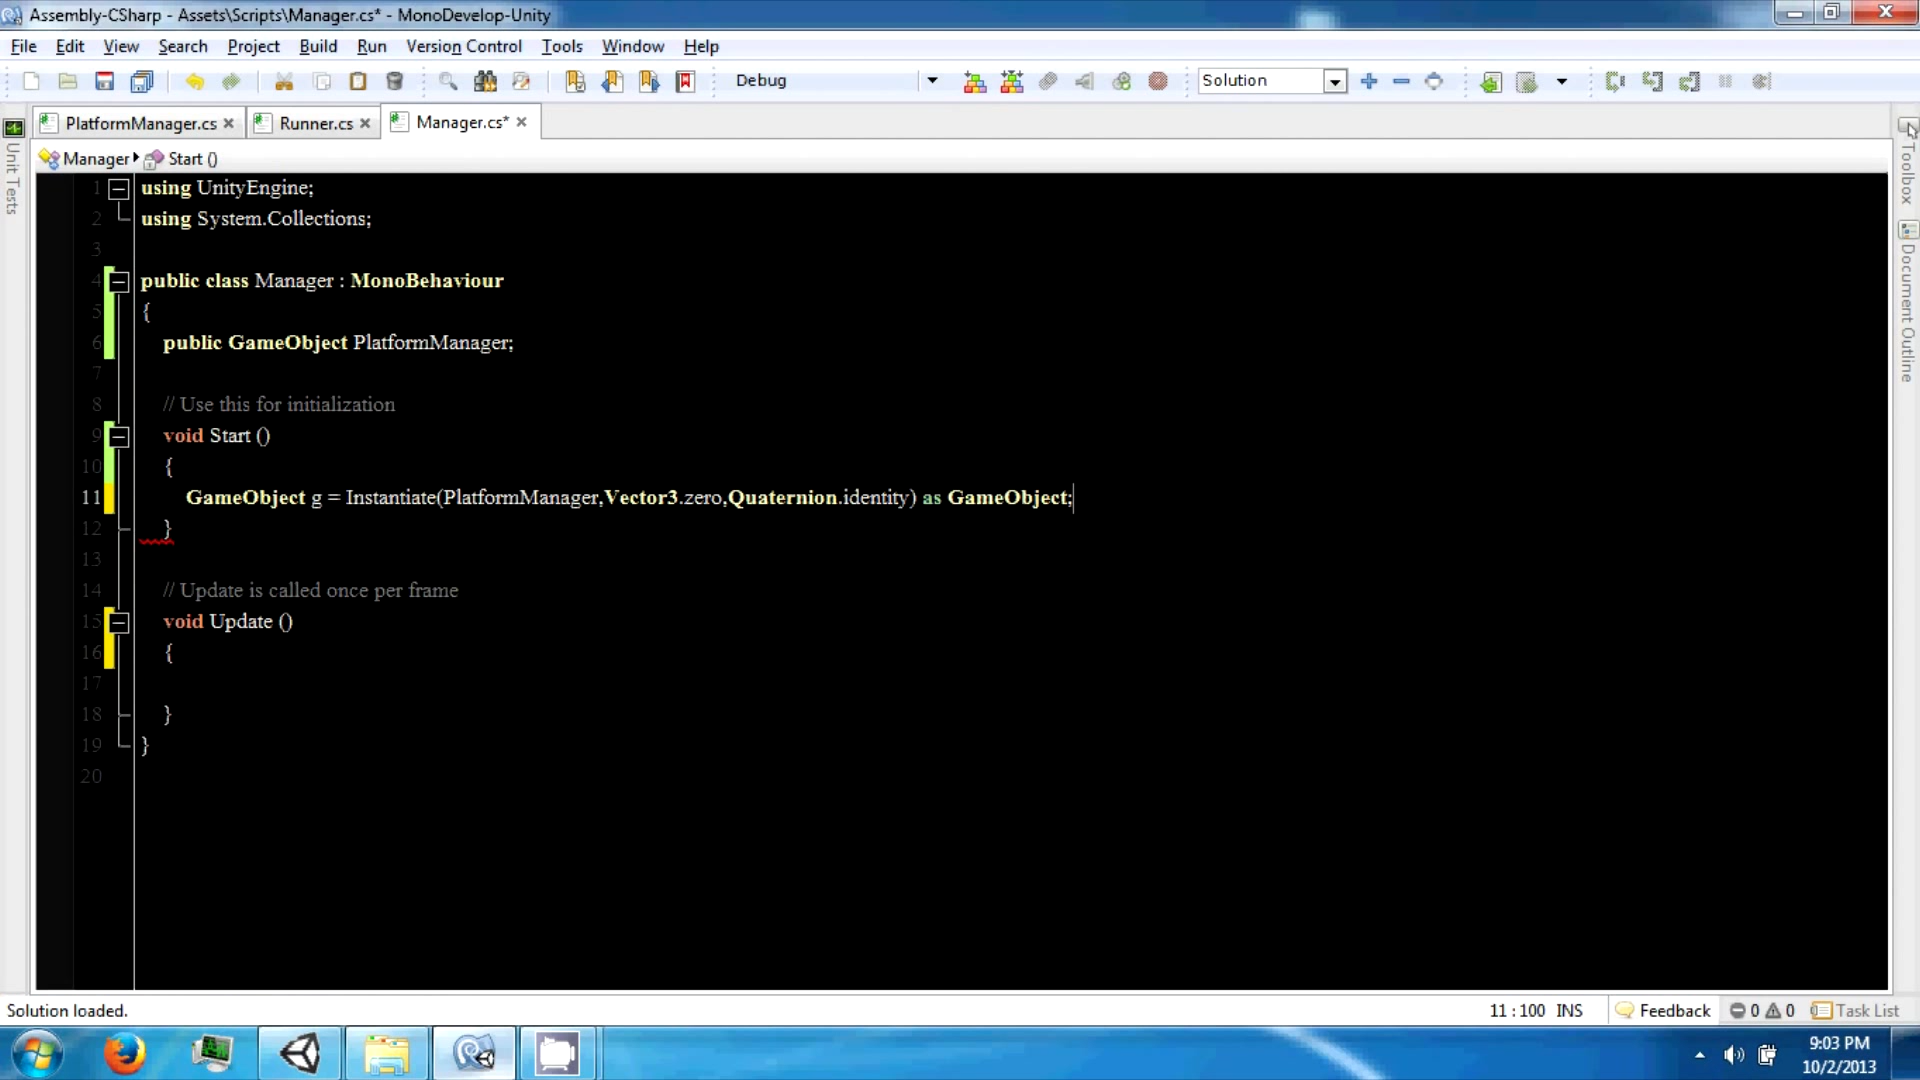 Assembly-CSharp - Assets\Scripts\Manager.cs* - MonoDevelop-Unity
File Edit View Search Project Build Run Version Control Tools Window Help
Debug Solution
PlatformManager.cs Runner.cs Manager.cs*
Manager Start ()
Unit Tests
Toolbox
Document Outline
1 using UnityEngine;
2 using System.Collections;
3
4 public class Manager : MonoBehaviour
5 {
6 public GameObject PlatformManager;
7
8 // Use this for initialization
9 void Start ()
10 {
11 GameObject g = Instantiate(PlatformManager,Vector3.zero,Quaternion.identity) as GameObject;
12 }
13
14 // Update is called once per frame
15 void Update ()
16 {
17
18 }
19 }
20
Solution loaded. 11 : 100 INS Feedback 0 0 Task List
9:03 PM
10/2/2013